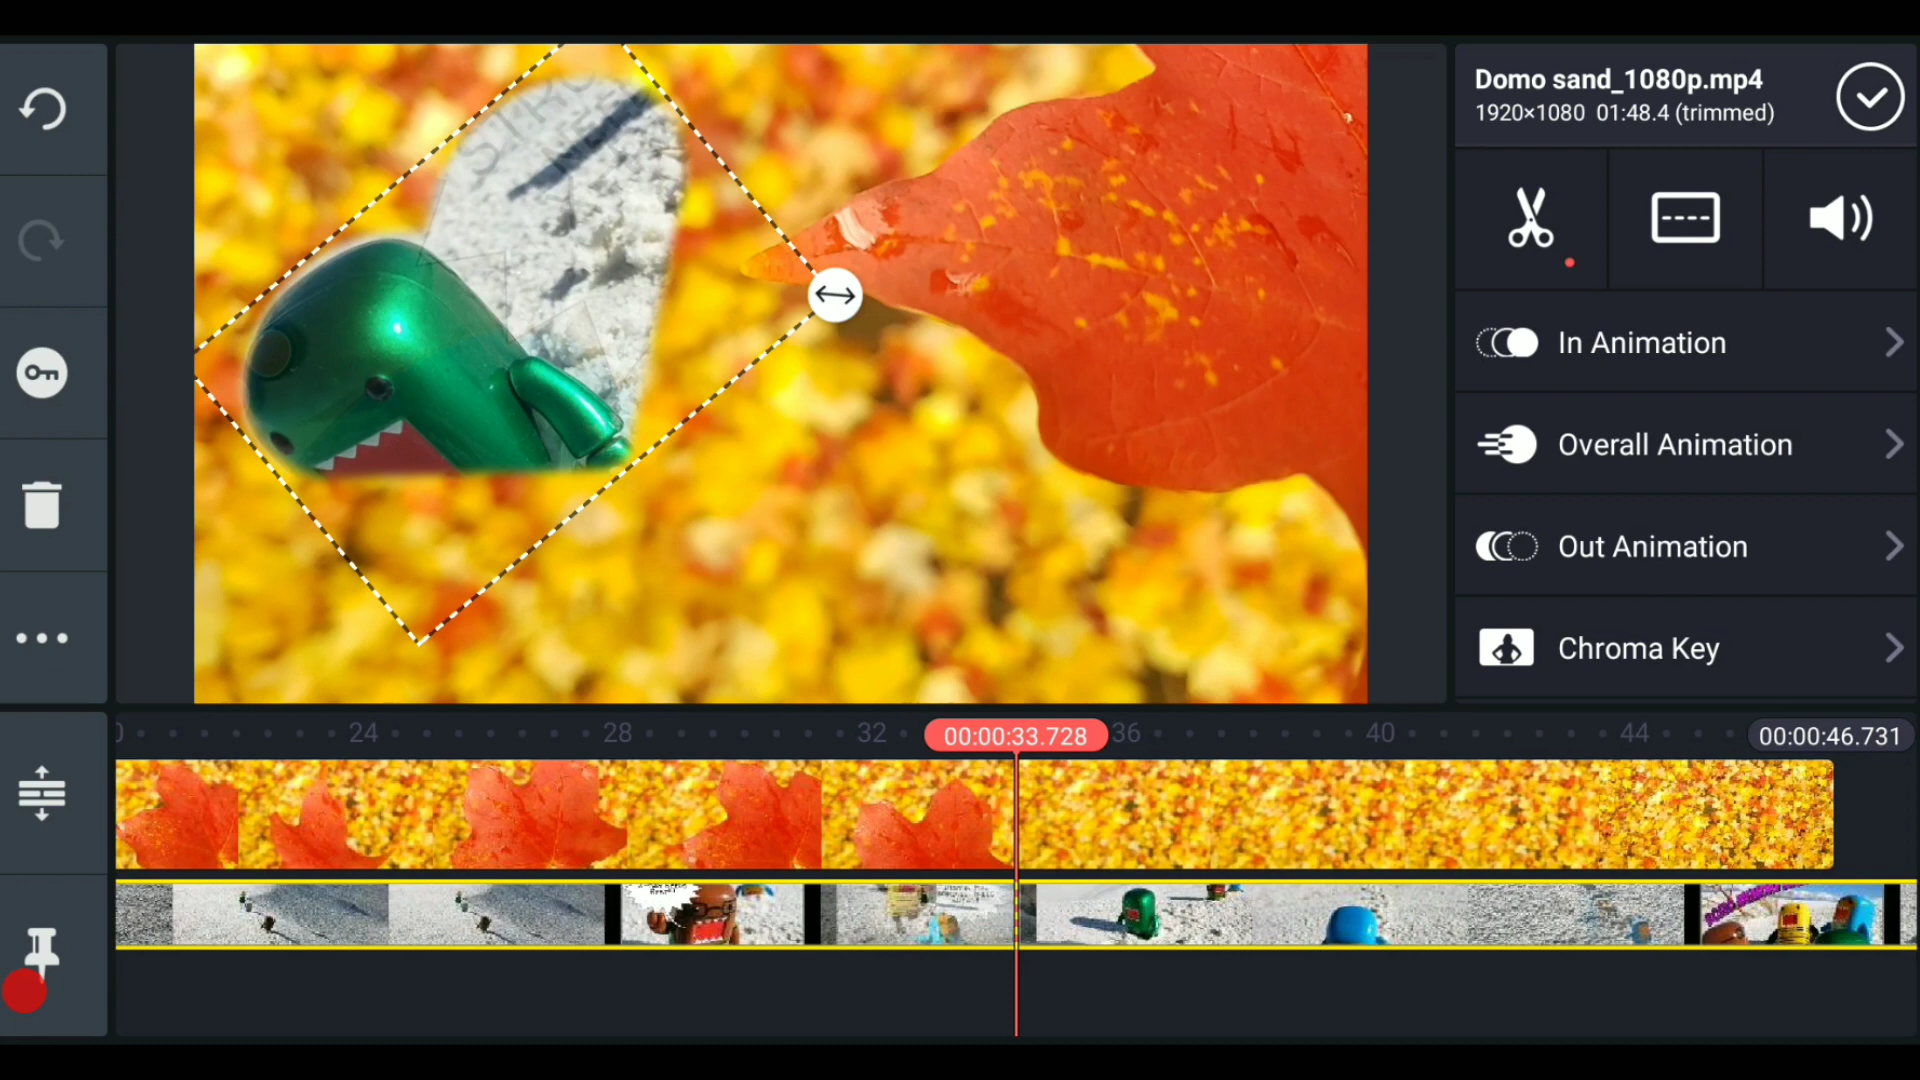 Domo sand_1080p.mp4
1920×1080 01:48.4 (trimmed)
In Animation
Overall Animation
Out Animation
Chroma Key
24
28
32
00:00:33.728
36
40
44
00:00:46.731